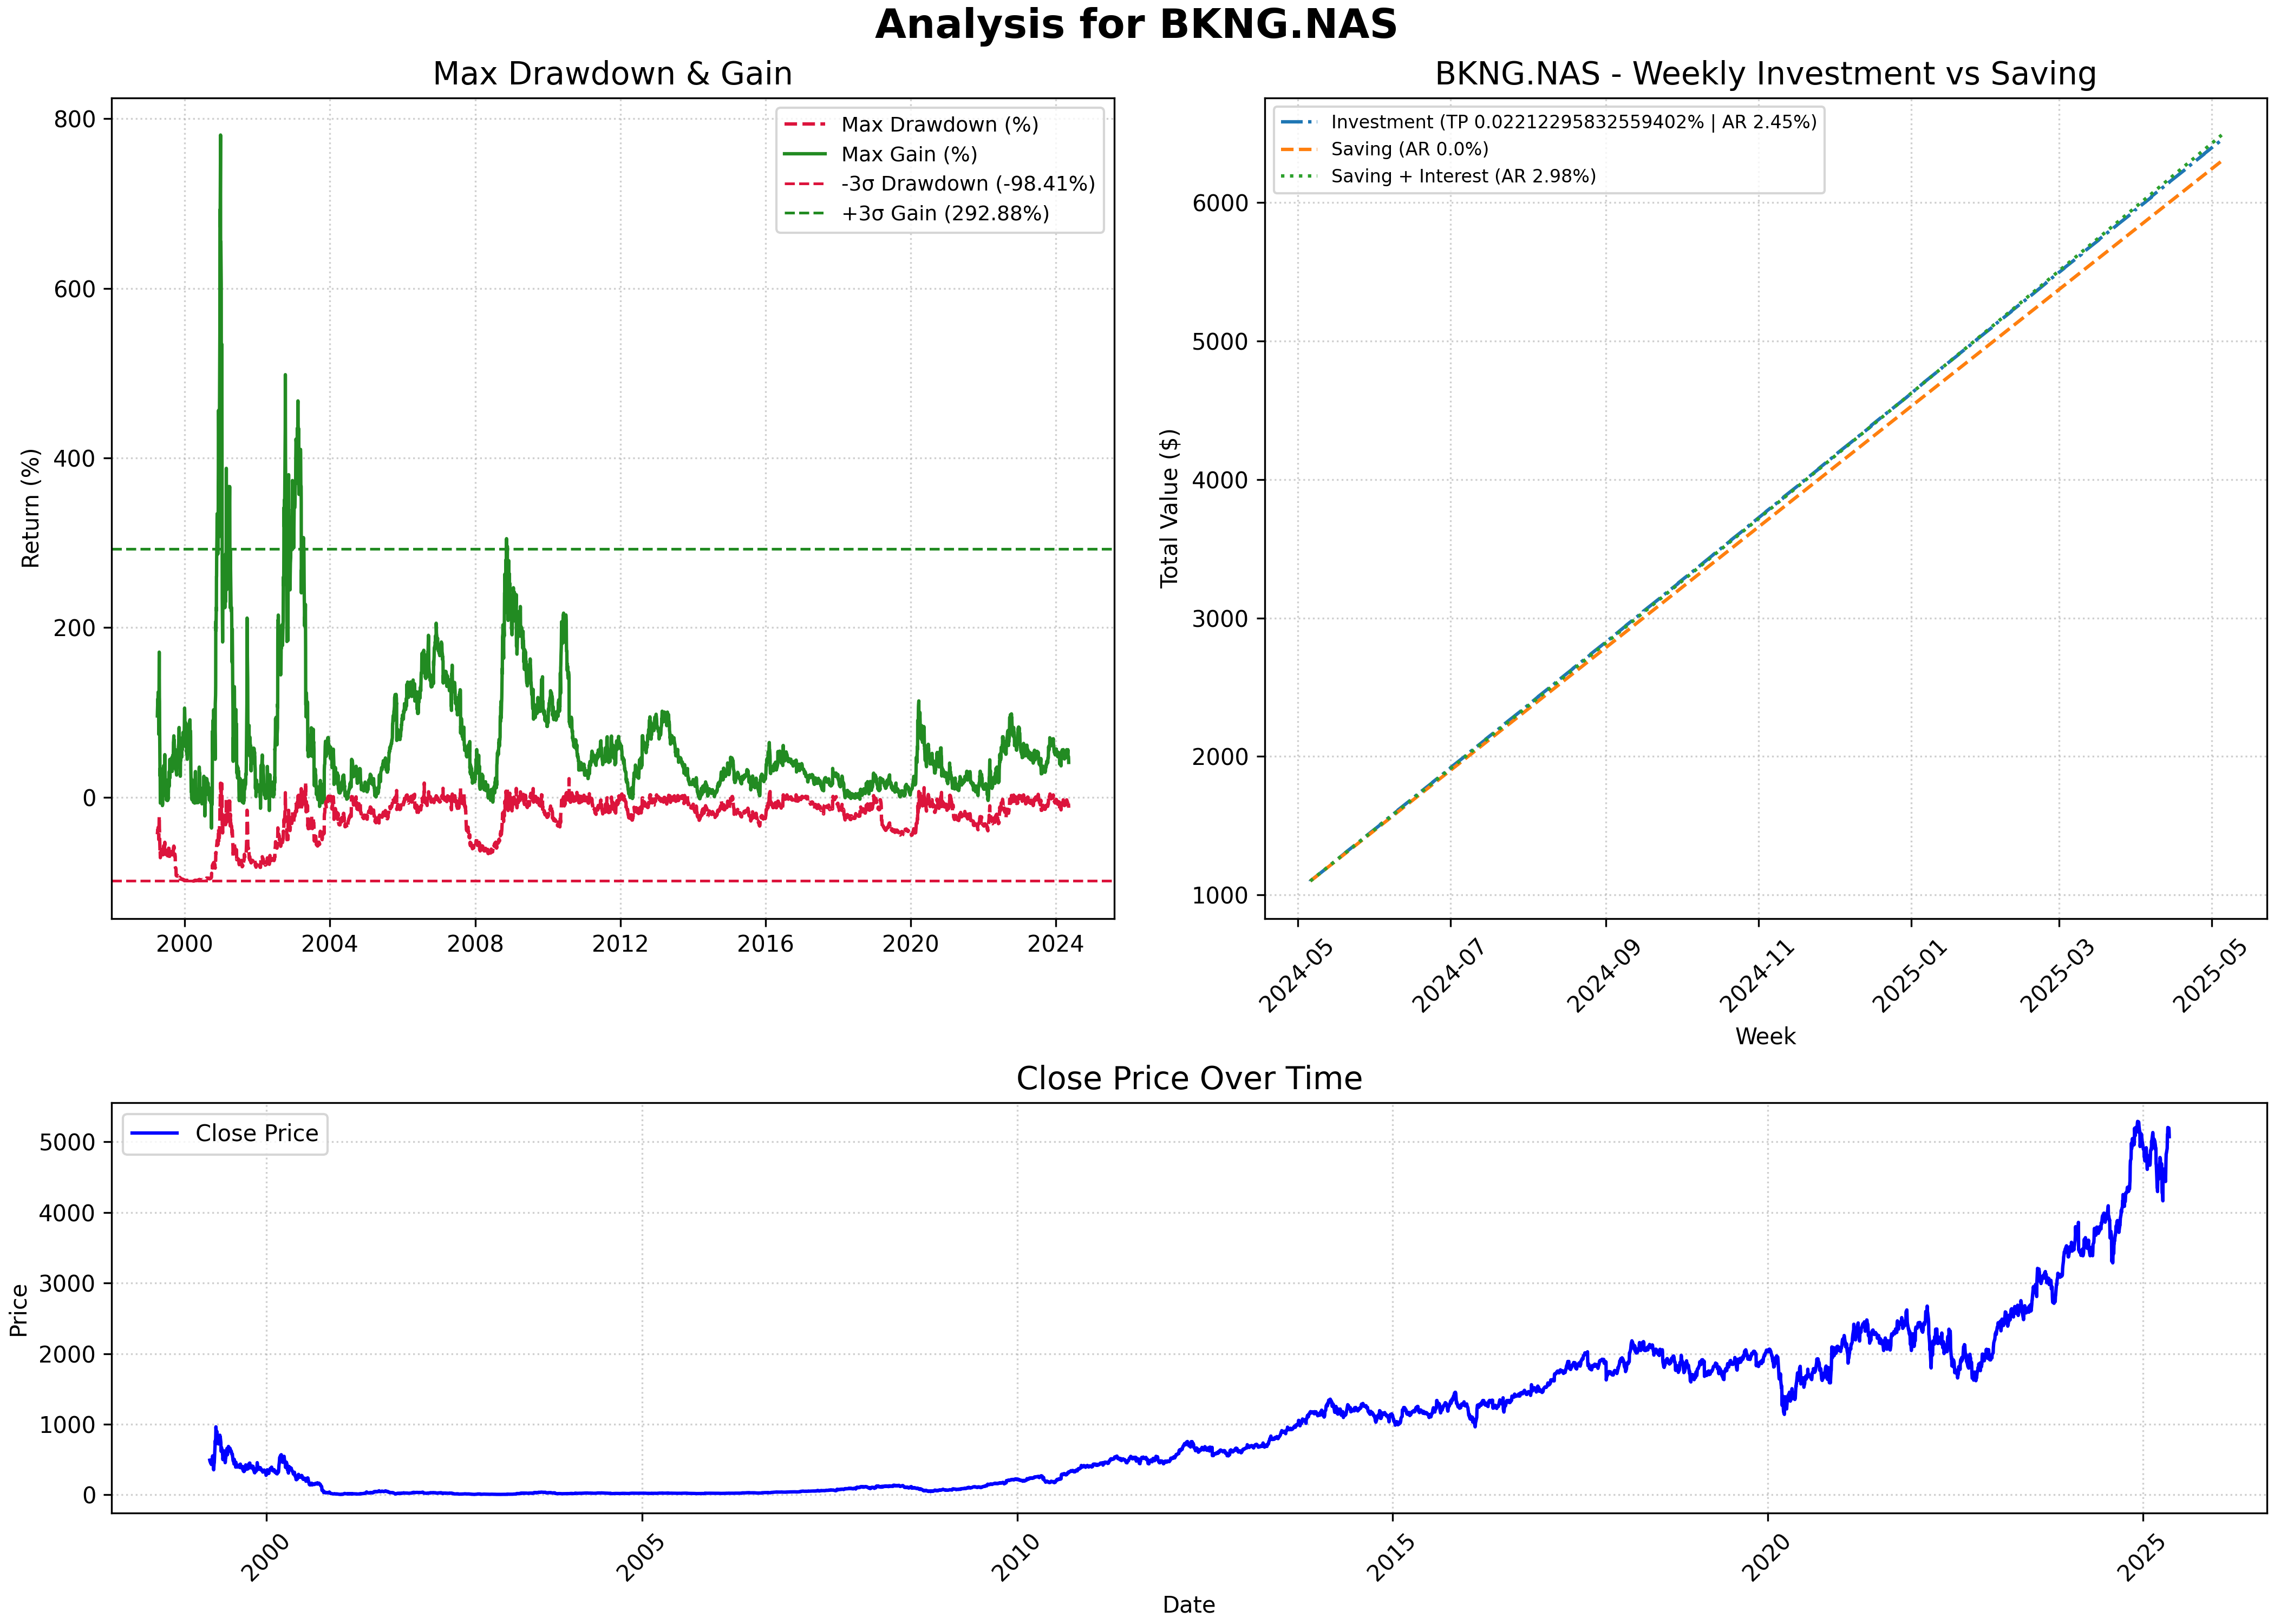 Analysis for BKNG.NAS
Max Drawdown & Gain
Return (%)
800
600
400
200
0
2000
2004
2008
2012
2016
2020
2024
Max Drawdown (%)
Max Gain (%)
-3σ Drawdown (-98.41%)
+3σ Gain (292.88%)
BKNG.NAS - Weekly Investment vs Saving
Total Value ($)
6000
5000
4000
3000
2000
1000
Investment (TP 0.02212295832559402% | AR 2.45%)
Saving (AR 0.0%)
Saving + Interest (AR 2.98%)
2024-05
2024-07
2024-09
2024-11
2025-01
2025-03
2025-05
Week
Close Price Over Time
Price
5000
4000
3000
2000
1000
0
Close Price
2000
2005
2010
2015
2020
2025
Date